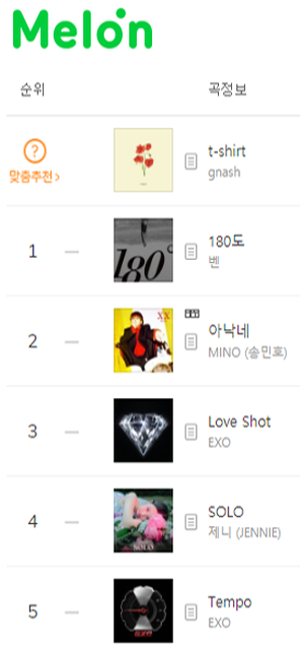 Melon
순위 곡정보
?
맞춤추천 >
t-shirt
gnash
1
180°
180도
벤
2
XX
아낙네
MINO (송민호)
3
Love Shot
EXO
4
SOLO
SOLO
제니 (JENNIE)
5
Tempo
EXO